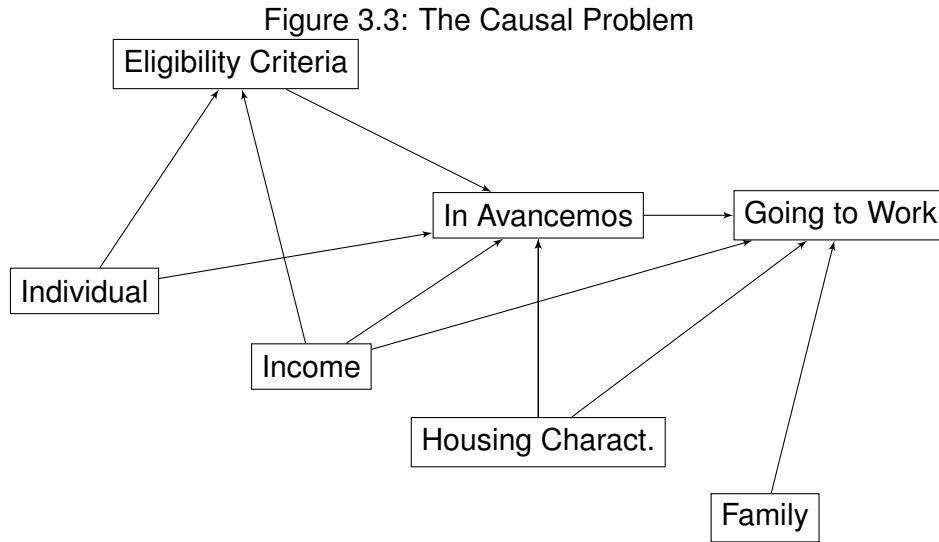 Figure 3.3: The Causal Problem
Eligibility Criteria
In Avancemos
Going to Work
Individual
Income
Housing Charact.
Family